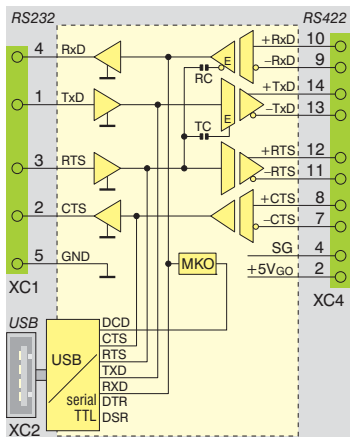 RS232 RS422
4 RxD +RxD 10
E −RxD 9
RC
1 TxD +TxD 14
E −TxD 13
TC
3 RTS +RTS 12
−RTS 11
2 CTS +CTS 8
−CTS 7
5 GND SG 4
MKO +5VGO 2
XC1 XC4
USB DCD
CTS
USB RTS
TXD
serial RXD
TTL DTR
XC2 DSR